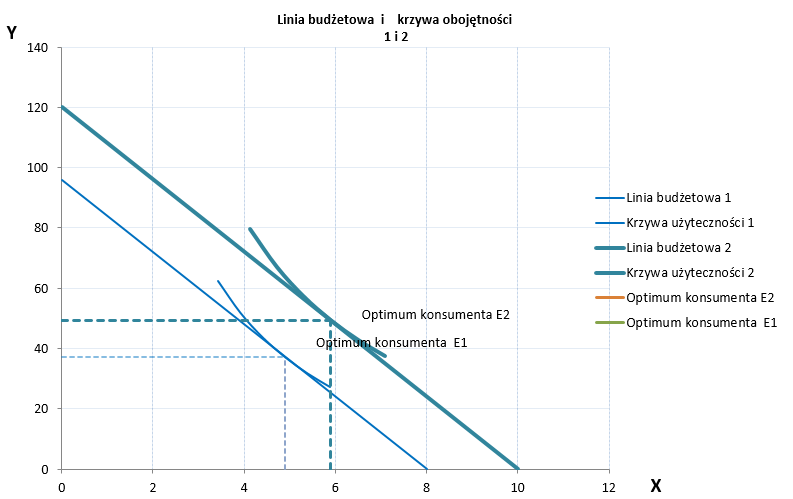 Linia budżetowa i krzywa obojętności
1 i 2
Y
140
120
100
80
60
40
20
0
0 2 4 6 8 10 12
X
Optimum konsumenta E2
Optimum konsumenta E1
Linia budżetowa 1
Krzywa użyteczności 1
Linia budżetowa 2
Krzywa użyteczności 2
Optimum konsumenta E2
Optimum konsumenta E1